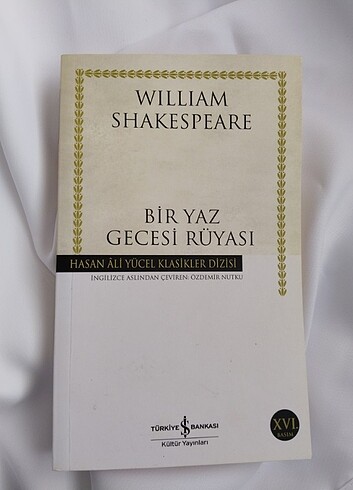 WILLIAM
SHAKESPEARE
BİR YAZ
GECESİ RÜYASI
HASAN ÂLİ YÜCEL KLASİKLER DİZİSİ
İNGİLİZCE ASLINDAN ÇEVİREN: ÖZDEMİR NUTKU
XVI.
BASIM
TÜRKİYE İŞ BANKASI
Kültür Yayınları